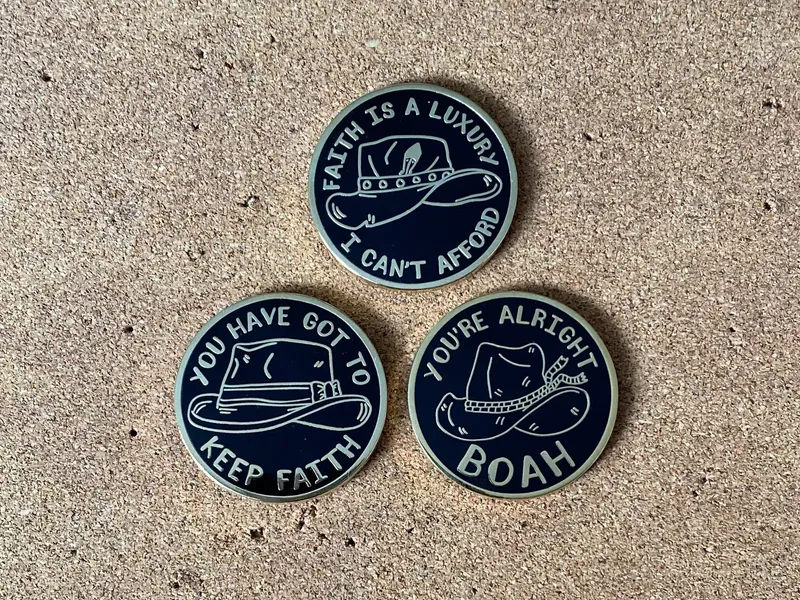 FAITH IS A LUXURY
I CAN'T AFFORD
YOU HAVE GOT TO
KEEP FAITH
YOU'RE ALRIGHT
BOAH